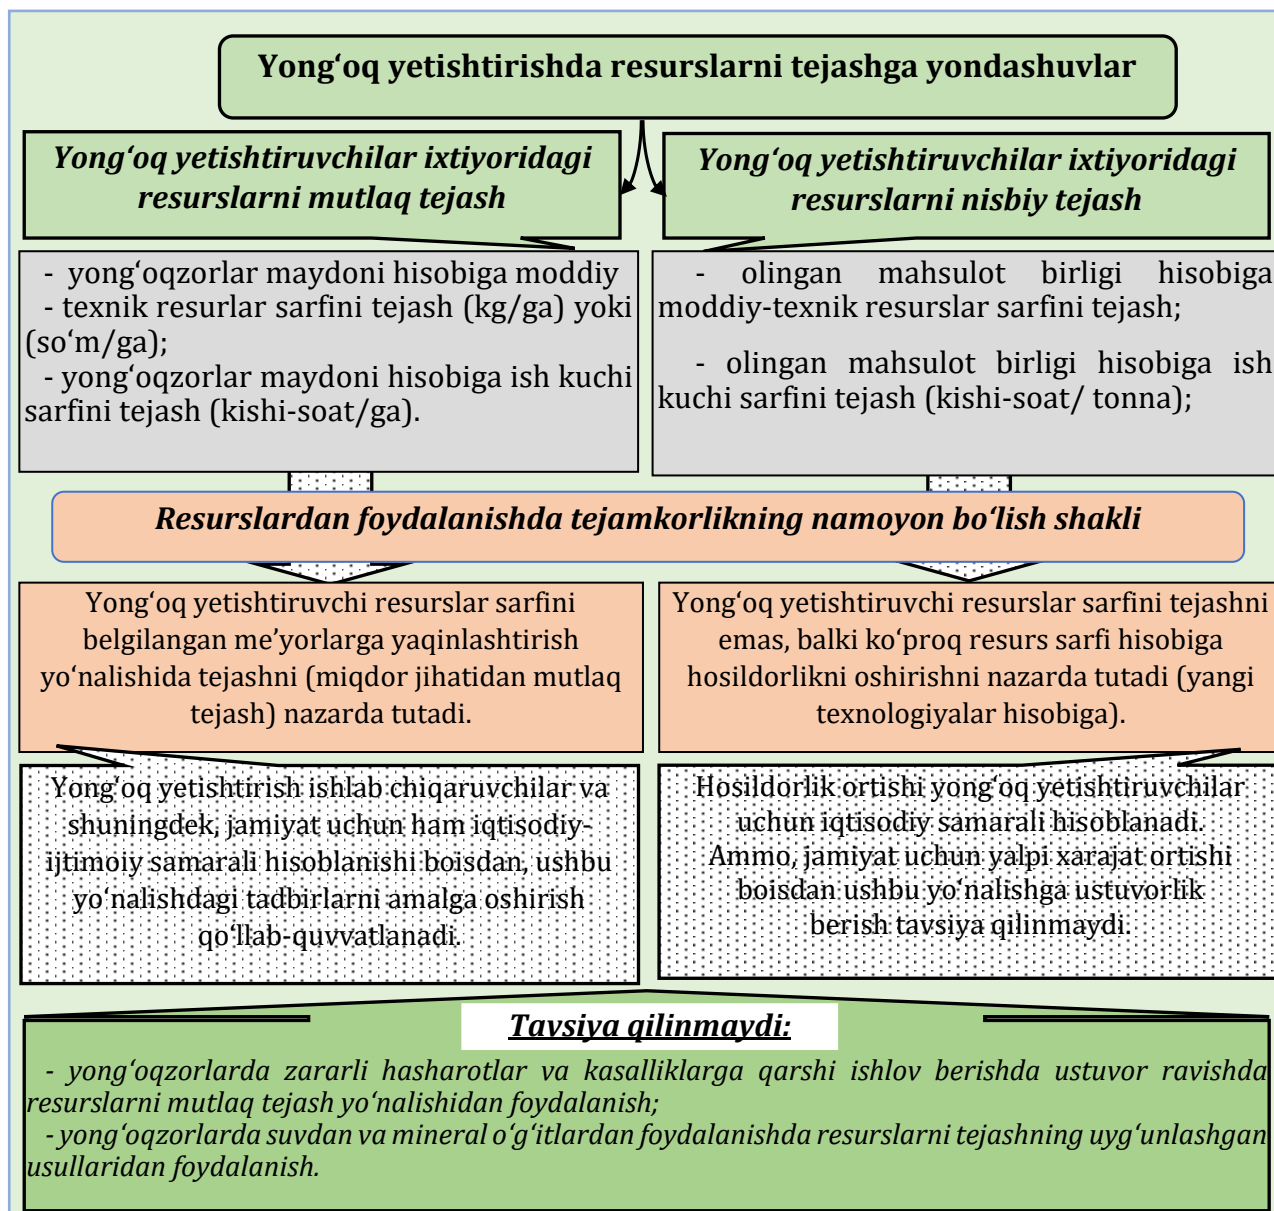 Yong‘oq yetishtirishda resurslarni tejashga yondashuvlar
Yong‘oq yetishtiruvchilar ixtiyoridagi
resurslarni mutlaq tejash
Yong‘oq yetishtiruvchilar ixtiyoridagi
resurslarni nisbiy tejash
- yong‘oqzorlar maydoni hisobiga moddiy
- texnik resurlar sarfini tejash (kg/ga) yoki
(so‘m/ga);
- yong‘oqzorlar maydoni hisobiga ish kuchi
sarfini tejash (kishi-soat/ga).
- olingan mahsulot birligi hisobiga
moddiy-texnik resurslar sarfini tejash;
- olingan mahsulot birligi hisobiga ish
kuchi sarfini tejash (kishi-soat/ tonna);
Resurslardan foydalanishda tejamkorlikning namoyon bo‘lish shakli
Yong‘oq yetishtiruvchi resurslar sarfini
belgilangan me’yorlarga yaqinlashtirish
yo‘nalishida tejashni (miqdor jihatidan mutlaq
tejash) nazarda tutadi.
Yong‘oq yetishtiruvchi resurslar sarfini tejashni
emas, balki ko‘proq resurs sarfi hisobiga
hosildorlikni oshirishni nazarda tutadi (yangi
texnologiyalar hisobiga).
Yong‘oq yetishtirish ishlab chiqaruvchilar va
shuningdek, jamiyat uchun ham iqtisodiy-
ijtimoiy samarali hisoblanishi boisdan, ushbu
yo‘nalishdagi tadbirlarni amalga oshirish
qo‘llab-quvvatlanadi.
Hosildorlik ortishi yong‘oq yetishtiruvchilar
uchun iqtisodiy samarali hisoblanadi.
Ammo, jamiyat uchun yalpi xarajat ortishi
boisdan ushbu yo‘nalishga ustuvorlik
berish tavsiya qilinmaydi.
Tavsiya qilinmaydi:
- yong‘oqzorlarda zararli hasharotlar va kasalliklarga qarshi ishlov berishda ustuvor ravishda
resurslarni mutlaq tejash yo‘nalishidan foydalanish;
- yong‘oqzorlarda suvdan va mineral o‘g‘itlardan foydalanishda resurslarni tejashning uyg‘unlashgan
usullaridan foydalanish.